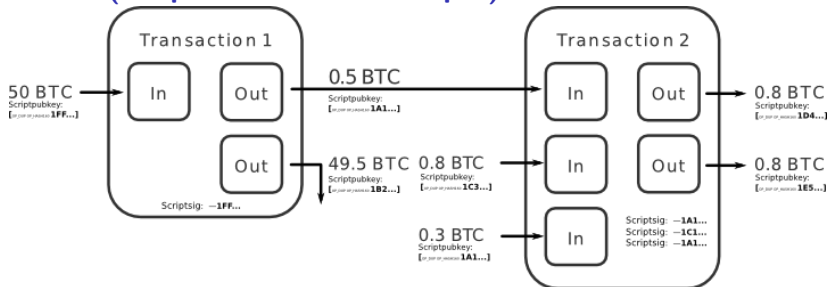 Transaction 1
50 BTC
Scriptpubkey:
1FF...]
In
Out
Out
Scriptsig: —1FF...
0.5 BTC
Scriptpubkey:
1A1...]
49.5 BTC
Scriptpubkey:
1B2...]
Transaction 2
0.8 BTC
Scriptpubkey:
1C3...]
0.3 BTC
Scriptpubkey:
1A1...]
In
In
In
Out
Out
Scriptsig: —1A1...
Scriptsig: —1C1...
Scriptsig: —1A1...
0.8 BTC
Scriptpubkey:
1D4...]
0.8 BTC
Scriptpubkey:
1E5...]